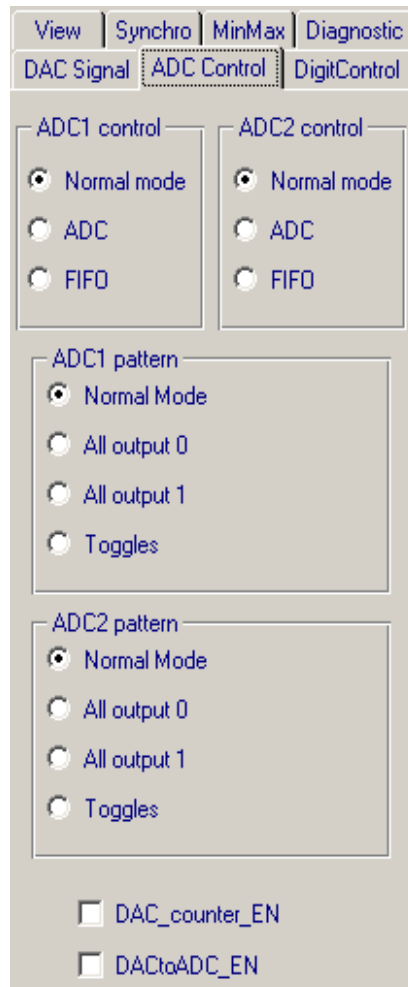 View Synchro MinMax Diagnostic
DAC Signal ADC Control DigitControl
ADC1 control ADC2 control
Normal mode Normal mode
ADC ADC
FIFO FIFO
ADC1 pattern
Normal Mode
All output 0
All output 1
Toggles
ADC2 pattern
Normal Mode
All output 0
All output 1
Toggles
DAC_counter_EN
DACtoADC_EN